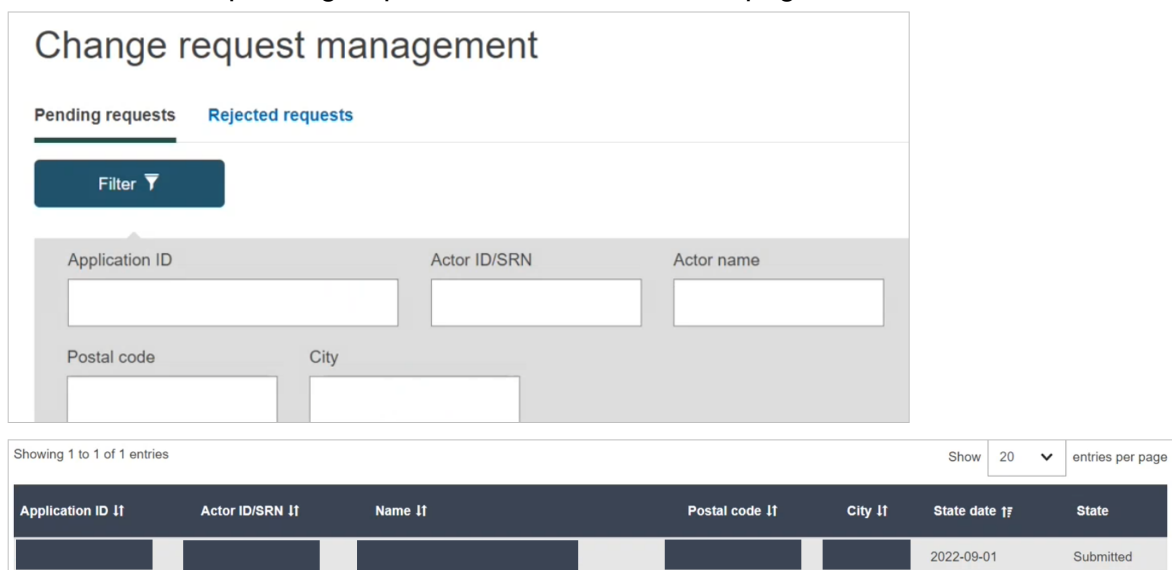 Change request management
Pending requests Rejected requests
Filter
Application ID Actor ID/SRN Actor name
Postal code City
Showing 1 to 1 of 1 entries Show 20 entries per page
Application ID Actor ID/SRN Name Postal code City State date State
2022-09-01 Submitted